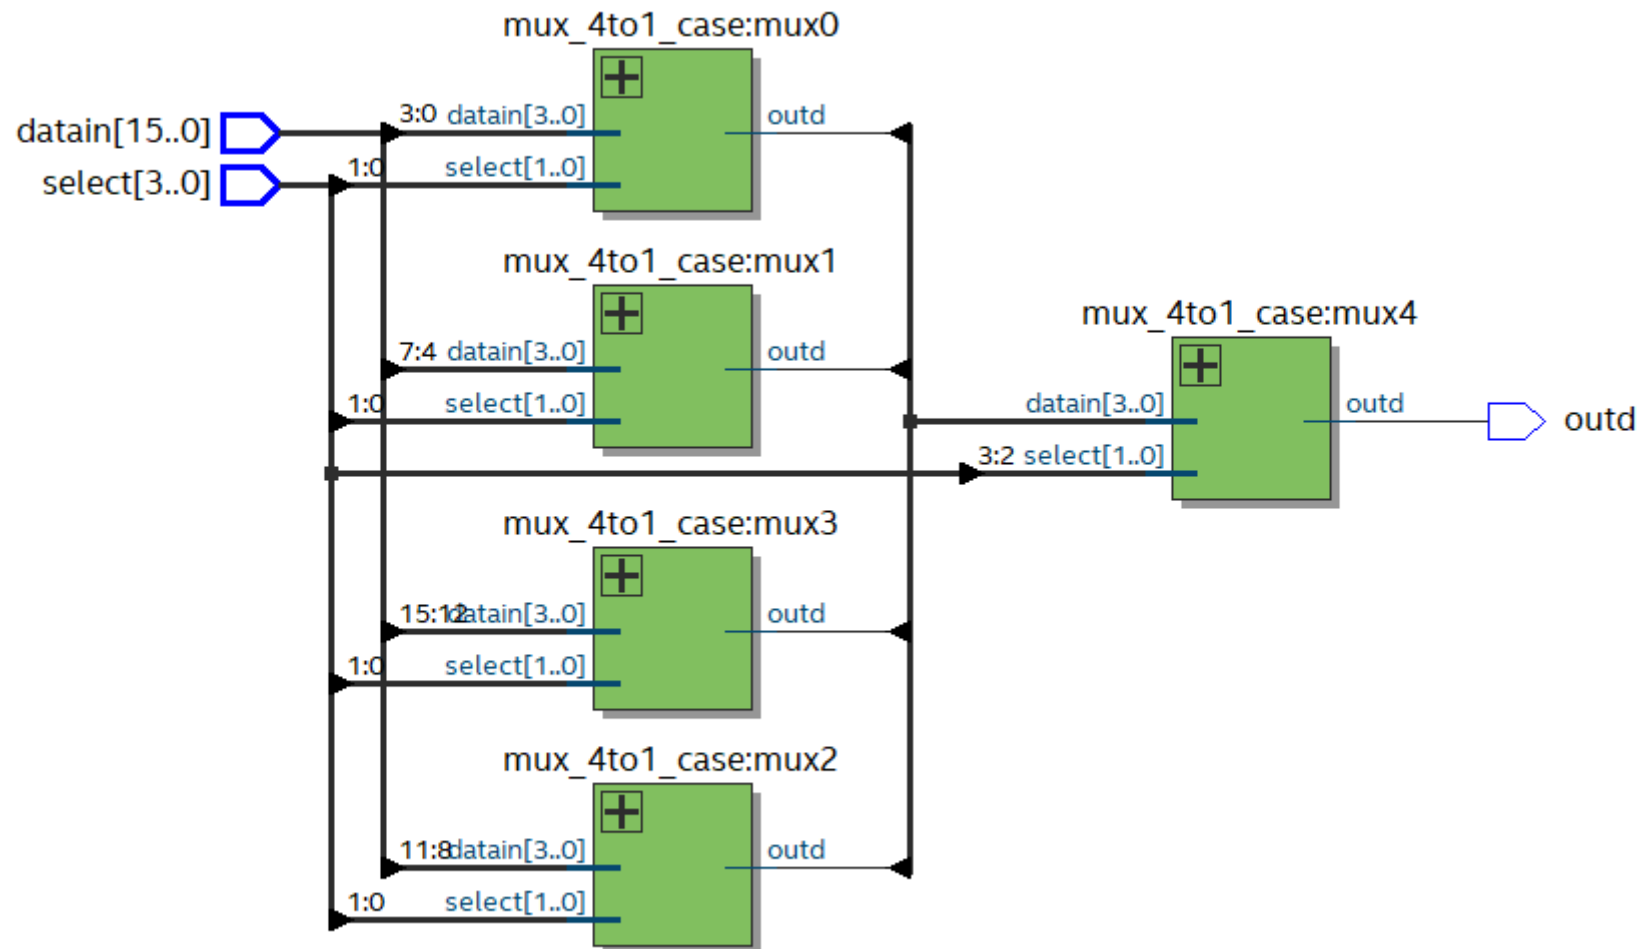 mux_4to1_case:mux0
datain[15..0]
3:0 datain[3..0]
outd
select[3..0]
1:0 select[1..0]
mux_4to1_case:mux1
7:4 datain[3..0]
outd
1:0 select[1..0]
mux_4to1_case:mux4
datain[3..0]
outd
outd
3:2 select[1..0]
mux_4to1_case:mux3
15:12 datain[3..0]
outd
1:0 select[1..0]
mux_4to1_case:mux2
11:8 datain[3..0]
outd
1:0 select[1..0]